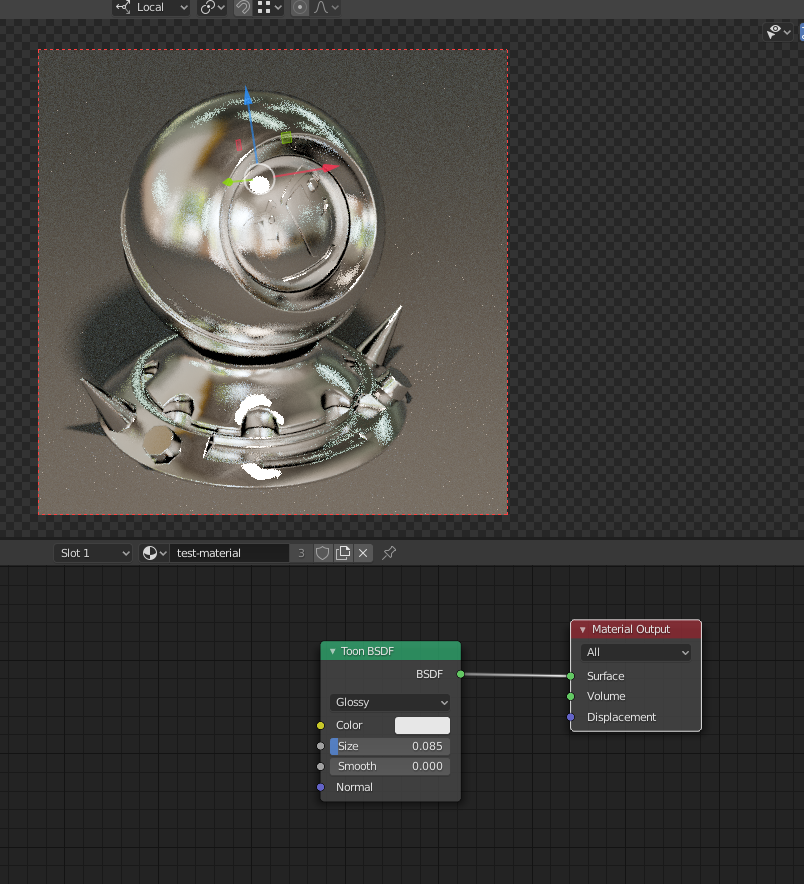 Local
Slot 1
test-material
3
Toon BSDF
BSDF
Glossy
Color
Size 0.085
Smooth 0.000
Normal
Material Output
All
Surface
Volume
Displacement